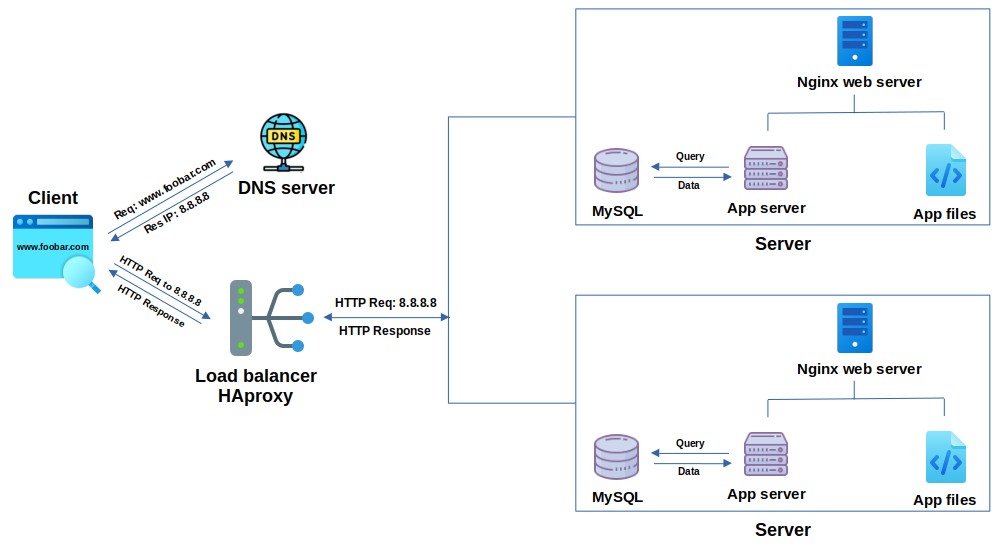 Client
www.foobar.com
Req: www.foobar.com
Res IP: 8.8.8.8
DNS
DNS server
HTTP Req to 8.8.8.8
HTTP Response
Load balancer
HAproxy
HTTP Req: 8.8.8.8
HTTP Response
Nginx web server
Query
Data
MySQL
App server
App files
Server
Nginx web server
Query
Data
MySQL
App server
App files
Server